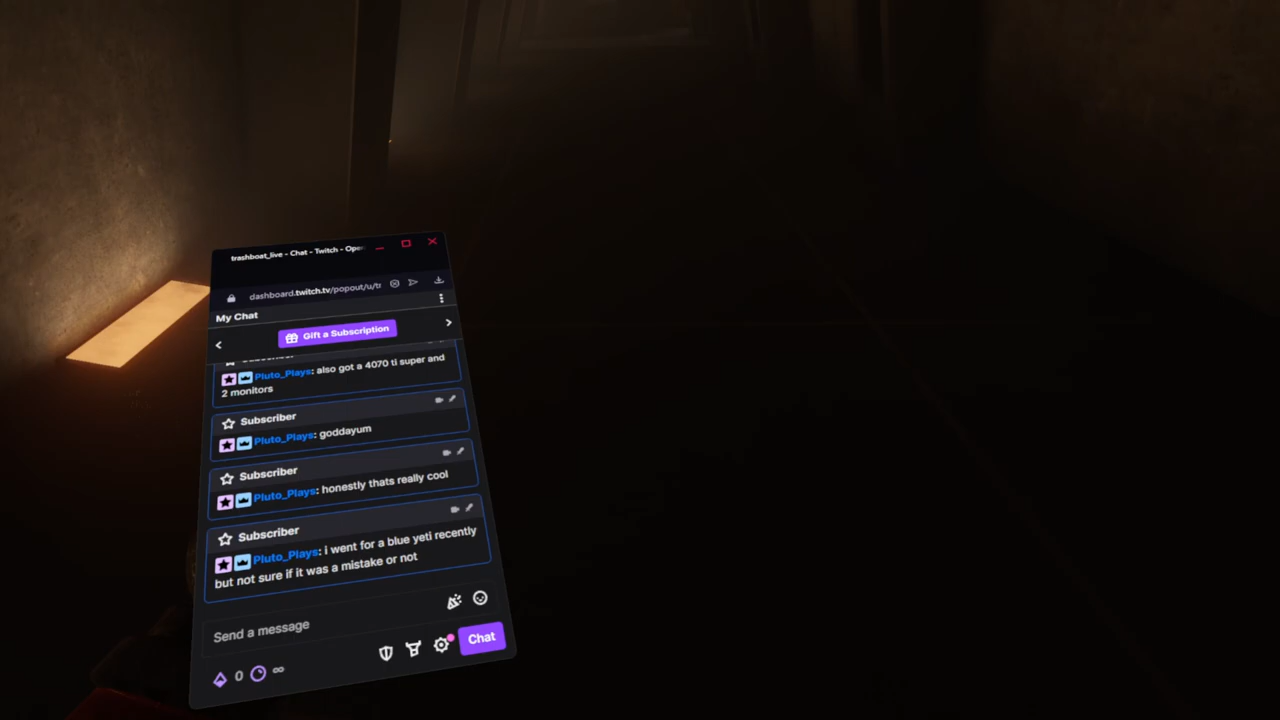 trashboat_live - Chat - Twitch - Ope
dashboard.twitch.tv/popout/u/tr
My Chat
Gift a Subscription
Subscriber
Pluto_Plays: also got a 4070 ti super and
2 monitors
Subscriber
Pluto_Plays: goddayum
Subscriber
Pluto_Plays: honestly thats really cool
Subscriber
Pluto_Plays: i went for a blue yeti recently
but not sure if it was a mistake or not
Send a message
0 ∞
Chat